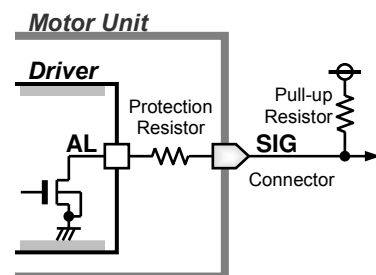 Motor Unit
Driver
Protection
Resistor
Pull-up
Resistor
AL
SIG
Connector